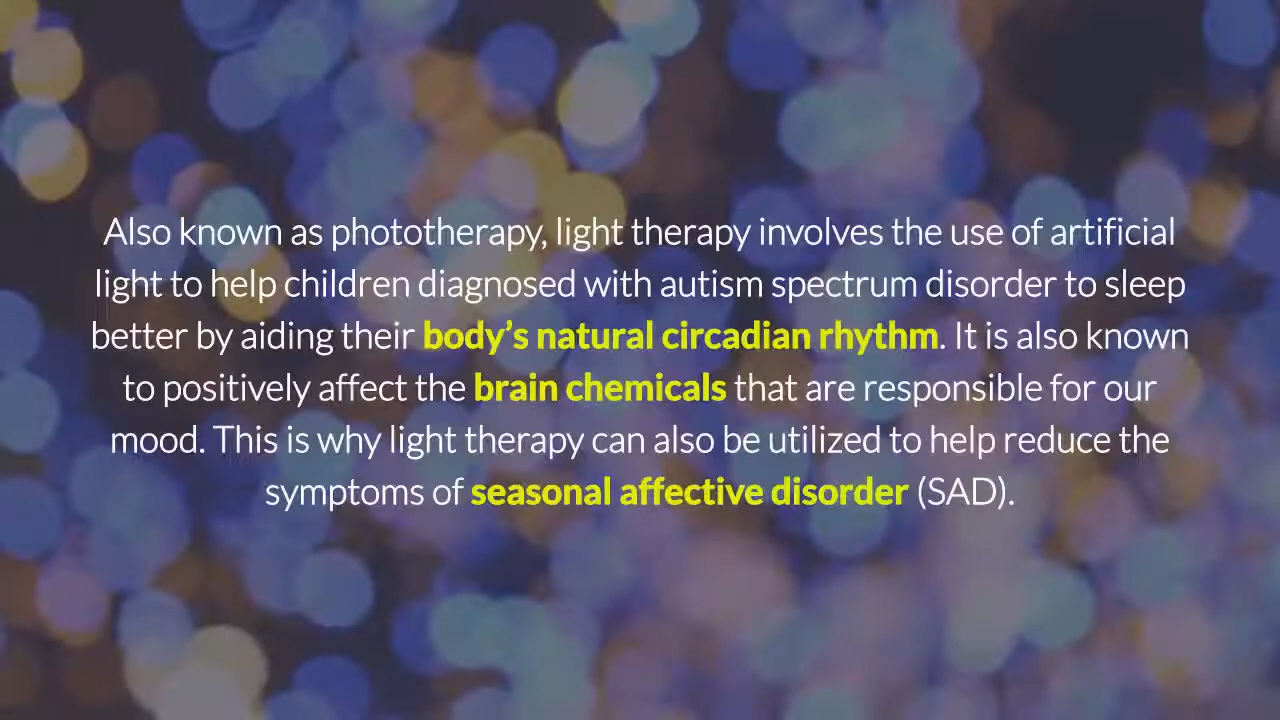 Also known as phototherapy, light therapy involves the use of artificial
light to help children diagnosed with autism spectrum disorder to sleep
better by aiding their body’s natural circadian rhythm. It is also known
to positively affect the brain chemicals that are responsible for our
mood. This is why light therapy can also be utilized to help reduce the
symptoms of seasonal affective disorder (SAD).